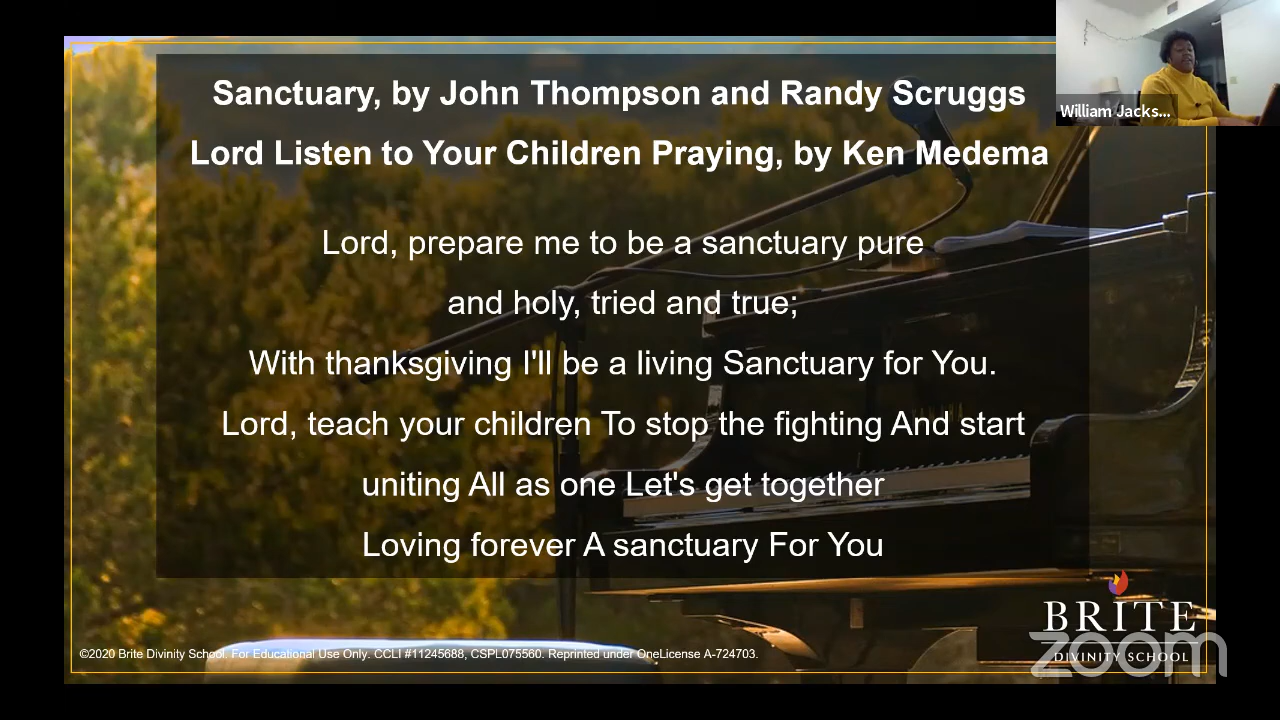 Sanctuary, by John Thompson and Randy Scruggs
Lord Listen to Your Children Praying, by Ken Medema
William Jacks...
Lord, prepare me to be a sanctuary pure
and holy, tried and true;
With thanksgiving I'll be a living Sanctuary for You.
Lord, teach your children To stop the fighting And start
uniting All as one Let's get together
Loving forever A sanctuary For You
BRITE
DIVINITY SCHOOL
zoom
©2020 Brite Divinity School. For Educational Use Only. CCLI #11245688, CSPL075560. Reprinted under OneLicense A-724703.